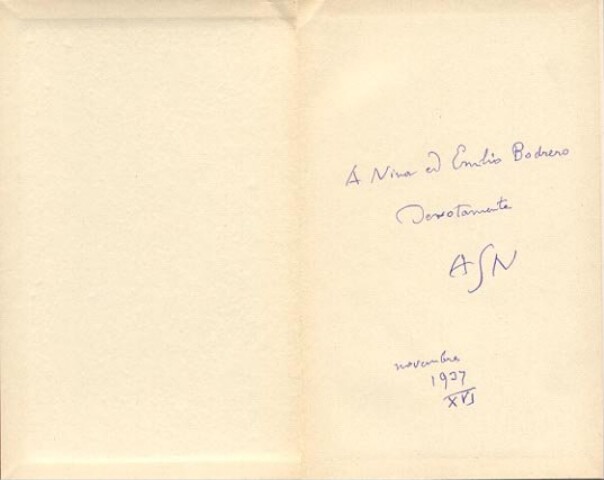 A Nina ed Emilio Bodrero
Devotamente
ASN
novembre
1937
XVI